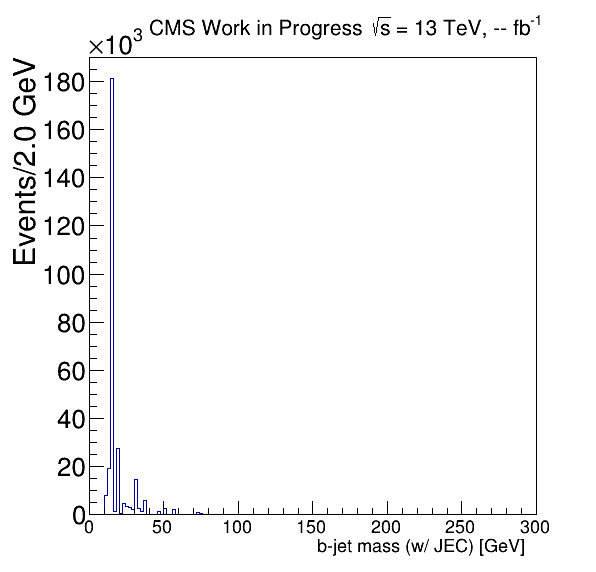 ×10³ CMS Work in Progress √s = 13 TeV, -- fb⁻¹
Events/2.0 GeV
180
160
140
120
100
80
60
40
20
0
0 50 100 150 200 250 300
b-jet mass (w/ JEC) [GeV]